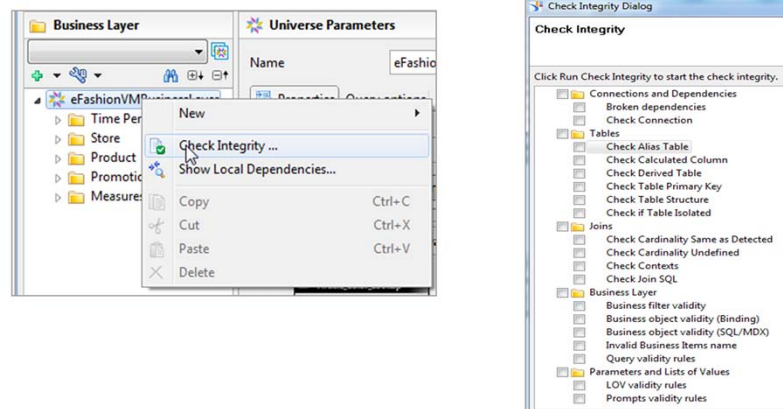 Business Layer
Universe Parameters
Name
eFashio
Properties Query options
eFashionVMBusinessLayer
Time Per
Store
Product
Promotic
Measures
New
Check Integrity ...
Show Local Dependencies...
Copy Ctrl+C
Cut Ctrl+X
Paste Ctrl+V
Delete
Check Integrity Dialog
Check Integrity
Click Run Check Integrity to start the check integrity.
Connections and Dependencies
Broken dependencies
Check Connection
Tables
Check Alias Table
Check Calculated Column
Check Derived Table
Check Table Primary Key
Check Table Structure
Check if Table Isolated
Joins
Check Cardinality Same as Detected
Check Cardinality Undefined
Check Contexts
Check Join SQL
Business Layer
Business filter validity
Business object validity (Binding)
Business object validity (SQL/MDX)
Invalid Business Items name
Query validity rules
Parameters and Lists of Values
LOV validity rules
Prompts validity rules